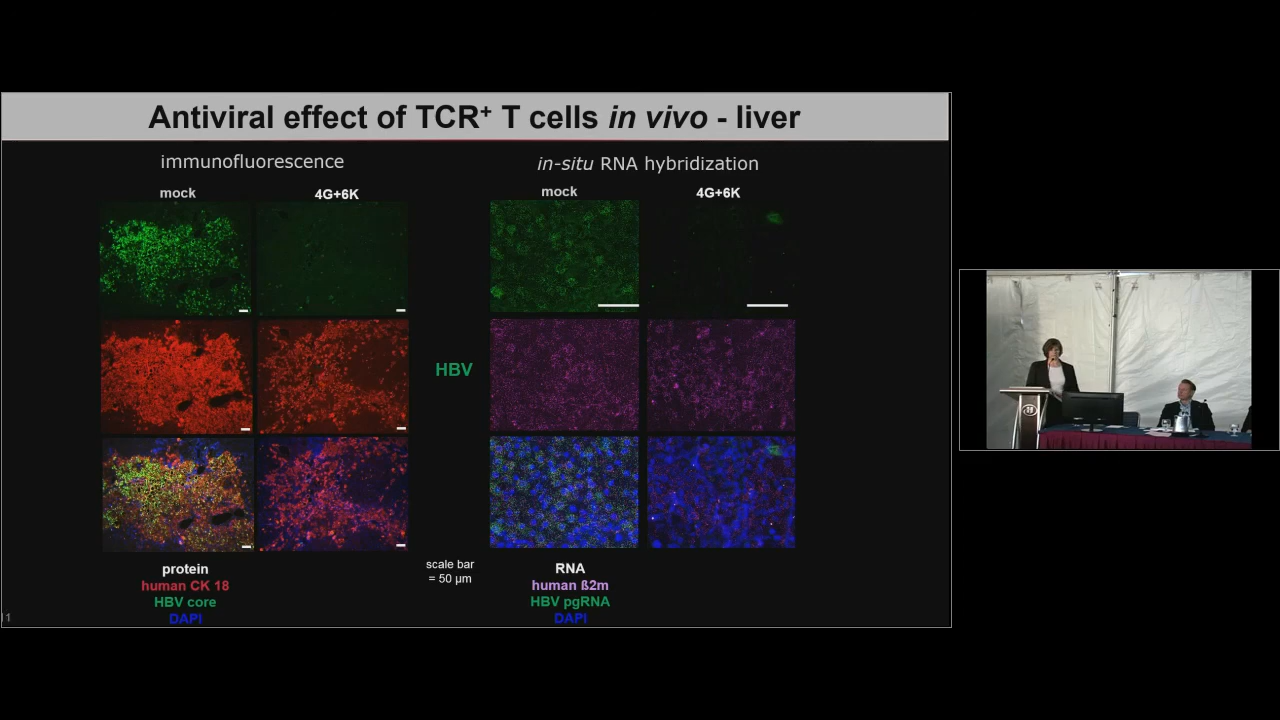 Antiviral effect of TCR⁺ T cells in vivo - liver
immunofluorescence
in-situ RNA hybridization
mock
4G+6K
mock
4G+6K
HBV
scale bar
= 50 µm
protein
human CK 18
HBV core
DAPI
RNA
human ß2m
HBV pgRNA
DAPI